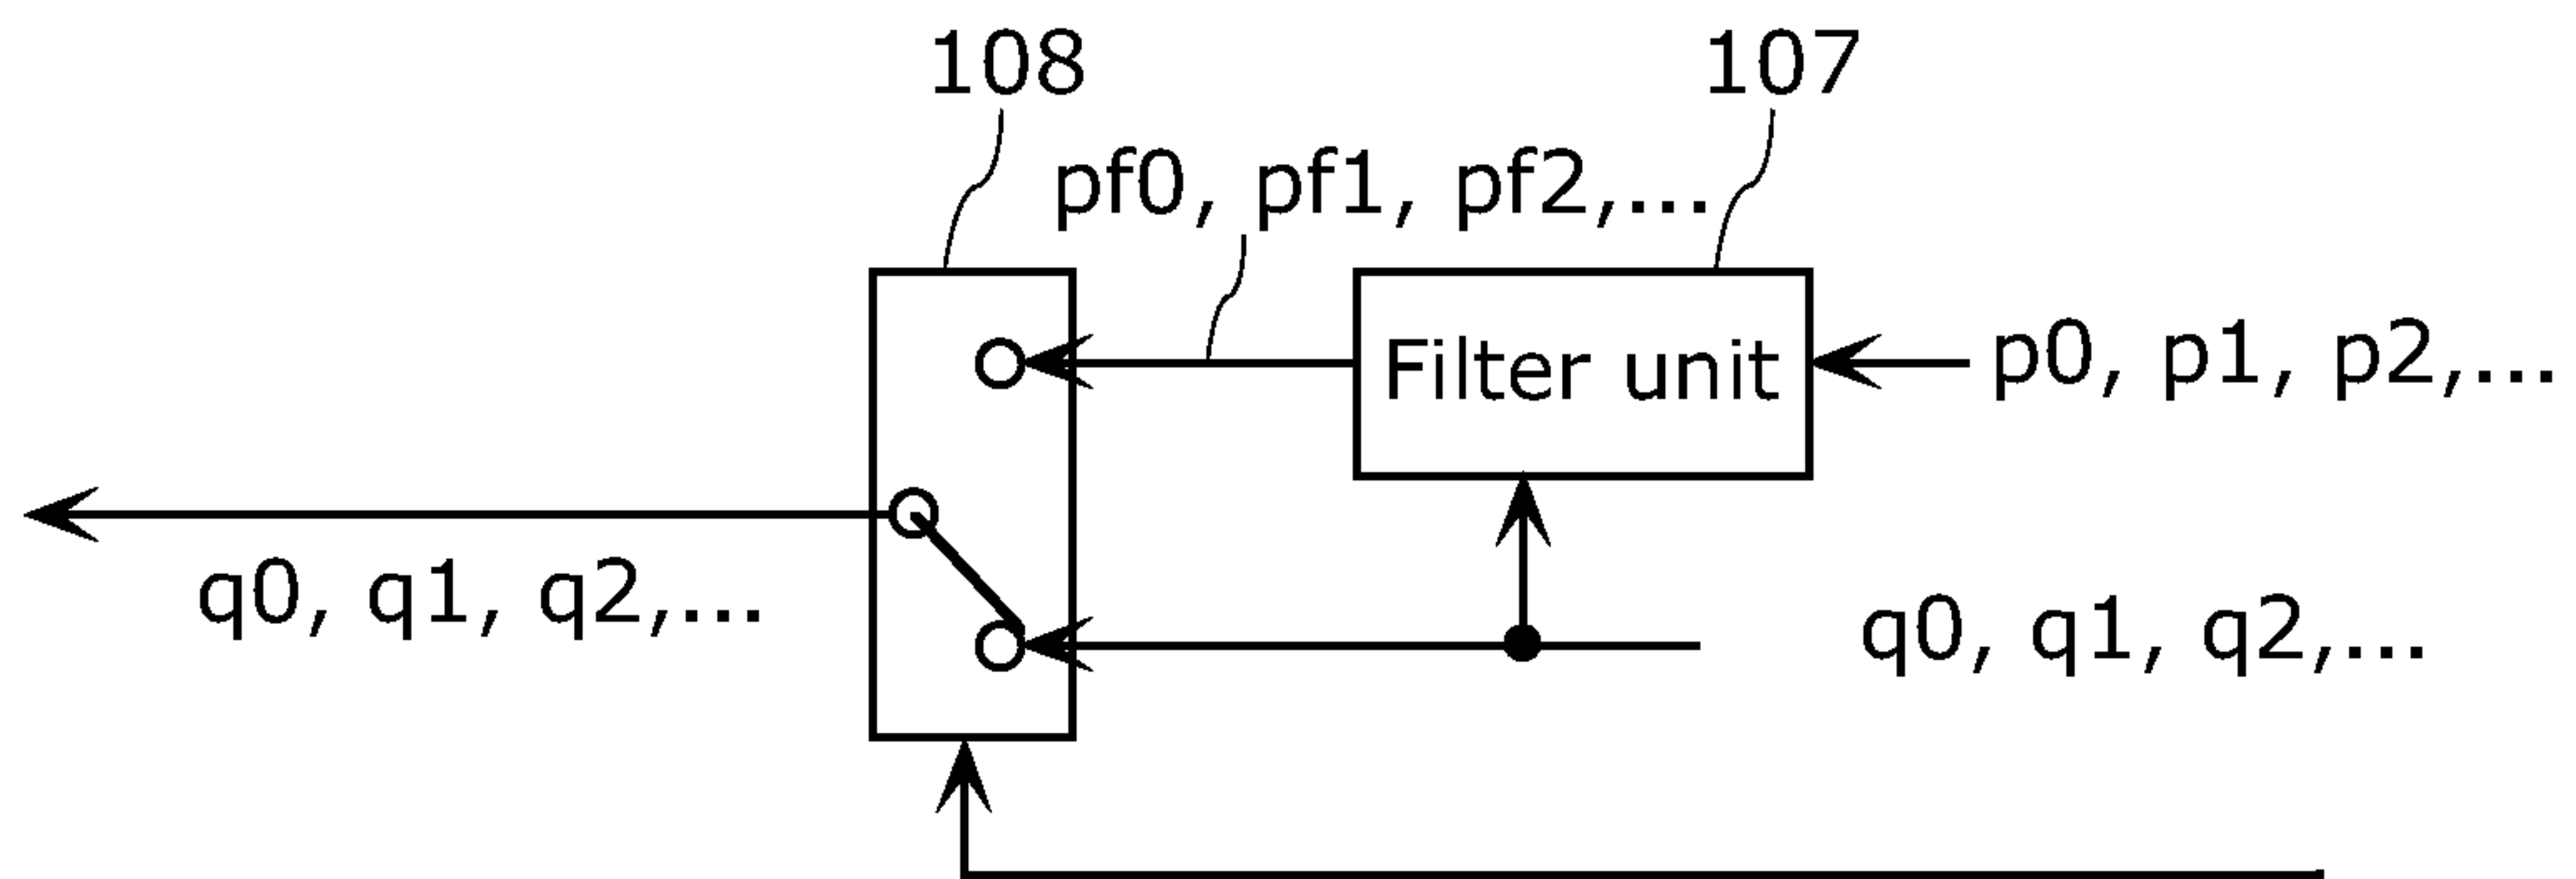 108
107
pf0, pf1, pf2,...
Filter unit
p0, p1, p2,...
q0, q1, q2,...
q0, q1, q2,...